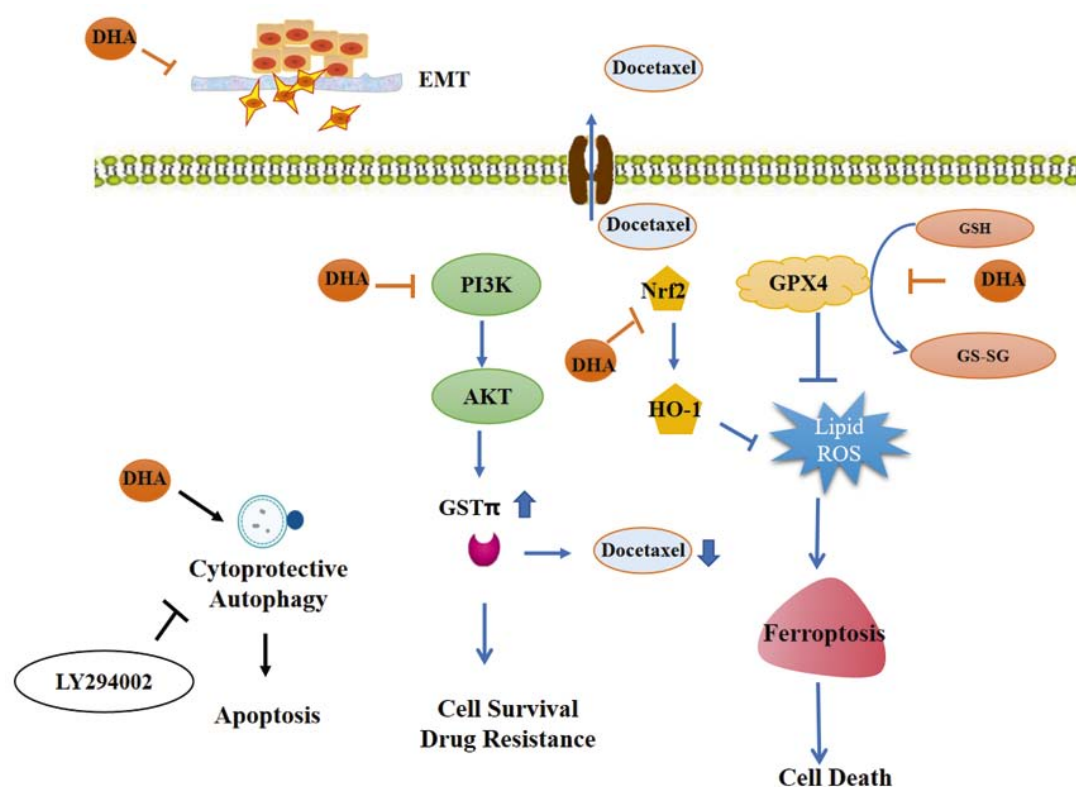 DHA
EMT
Docetaxel
Docetaxel
GSH
DHA
PI3K
Nrf2
GPX4
DHA
DHA
GS-SG
AKT
HO-1
Lipid
ROS
DHA
GSTπ
Docetaxel
Cytoprotective
Autophagy
Ferroptosis
LY294002
Apoptosis
Cell Survival
Drug Resistance
Cell Death